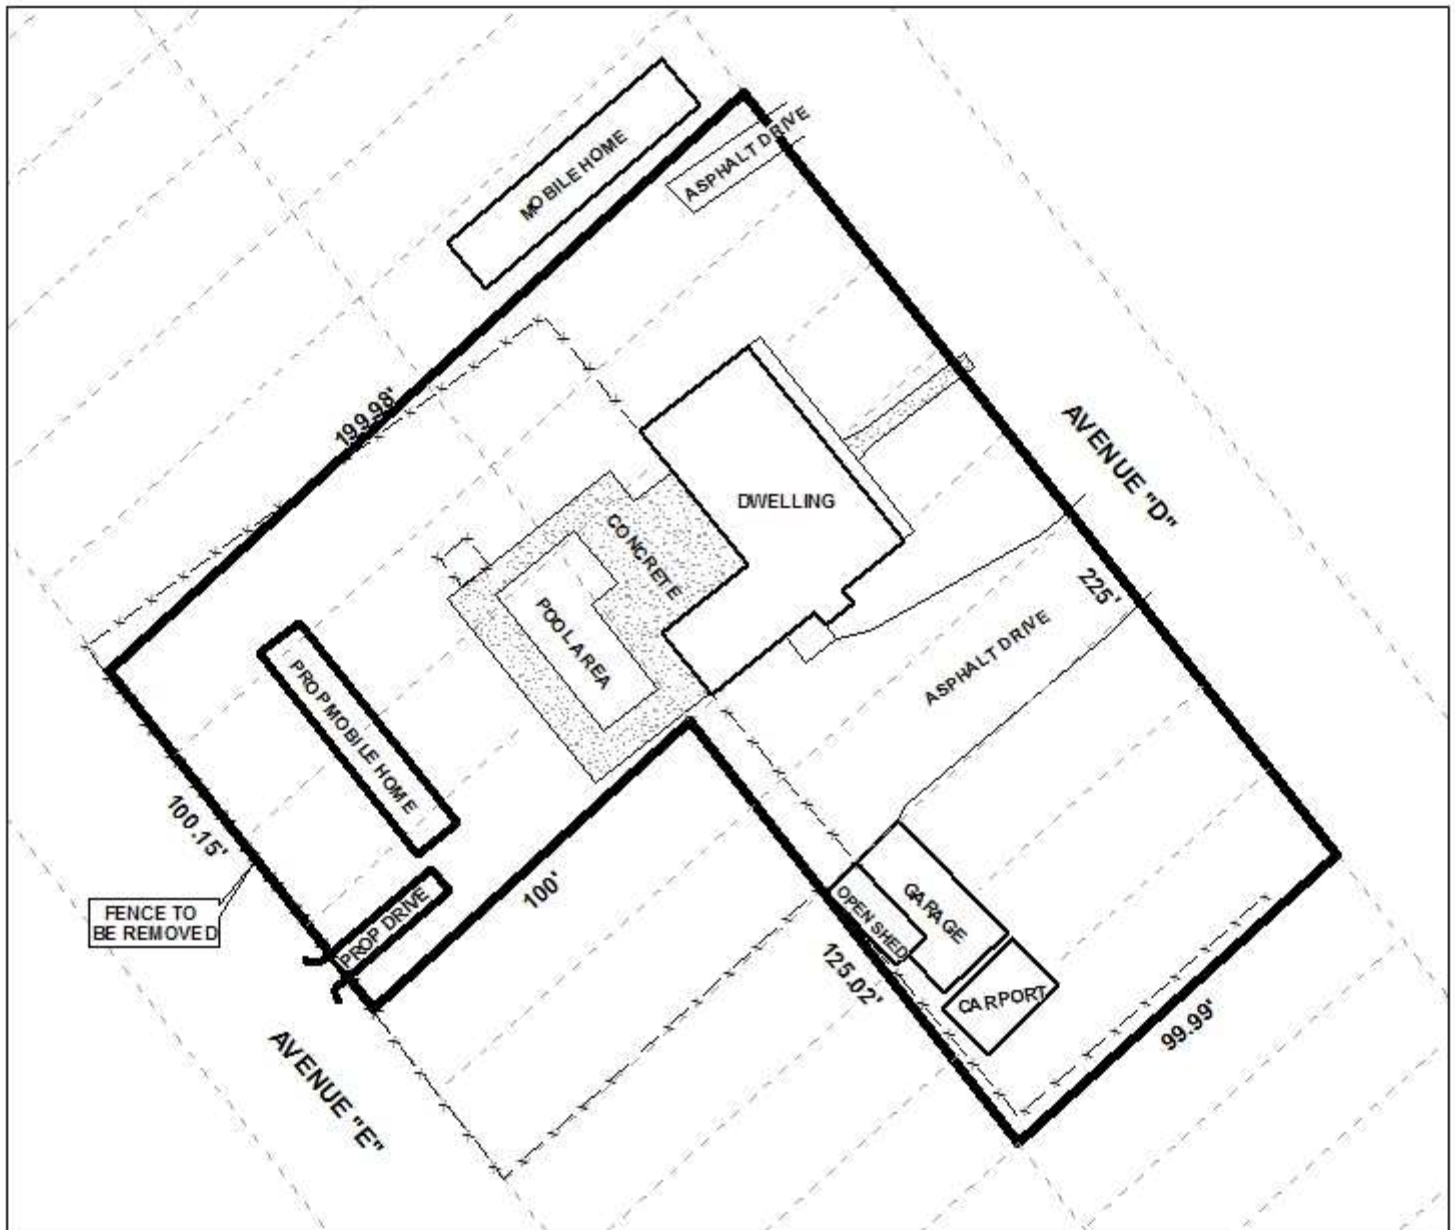 MOBILE HOME
ASPHALT DRIVE
199.98'
AVENUE "D"
DWELLING
CONCRETE
225'
POOL AREA
ASPHALT DRIVE
PROP MOBILE HOME
100.15'
100'
GARAGE
FENCE TO
BE REMOVED
PROP DRIVE
OPEN SHED
125.02'
CARPORT
99.99'
AVENUE "E"